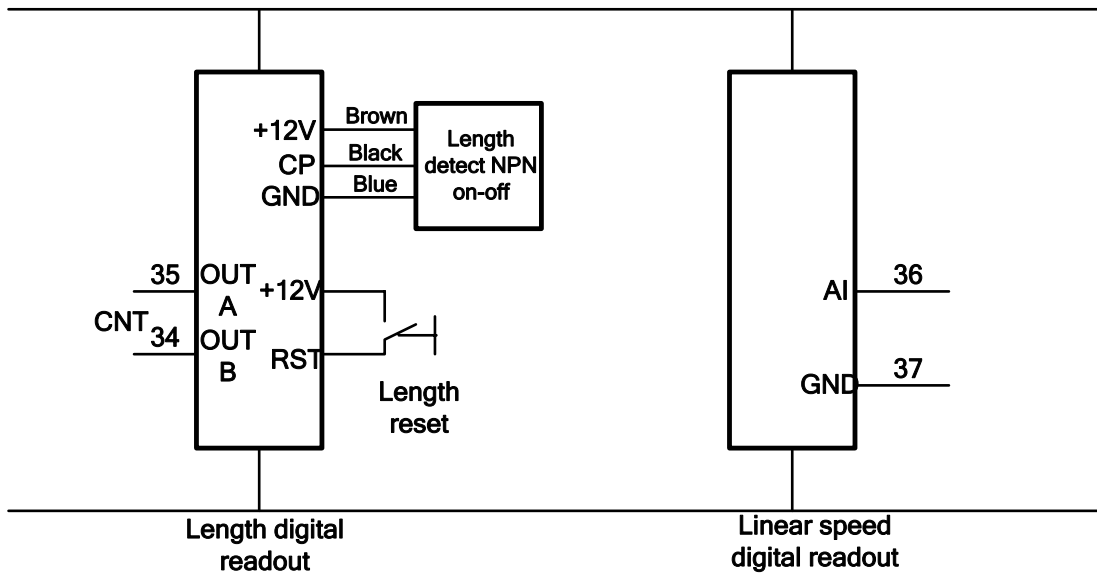 +12V
Brown
CP
Black
GND
Blue
Length
detect NPN
on-off
35
OUT
A
+12V
CNT
34
OUT
B
RST
Length
reset
Length digital
readout
AI
36
GND
37
Linear speed
digital readout